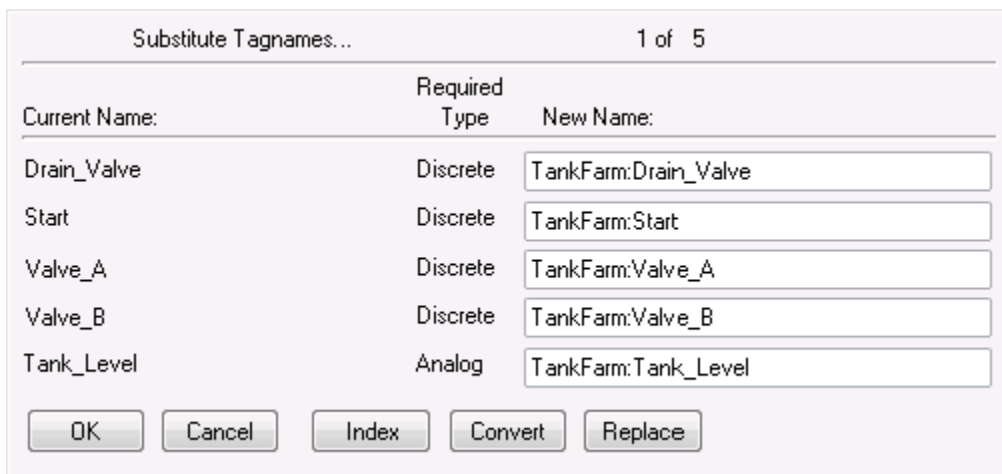 Substitute Tagnames... 1 of 5
Required
Current Name: Type New Name:
Drain_Valve Discrete TankFarm:Drain_Valve
Start Discrete TankFarm:Start
Valve_A Discrete TankFarm:Valve_A
Valve_B Discrete TankFarm:Valve_B
Tank_Level Analog TankFarm:Tank_Level
OK Cancel Index Convert Replace